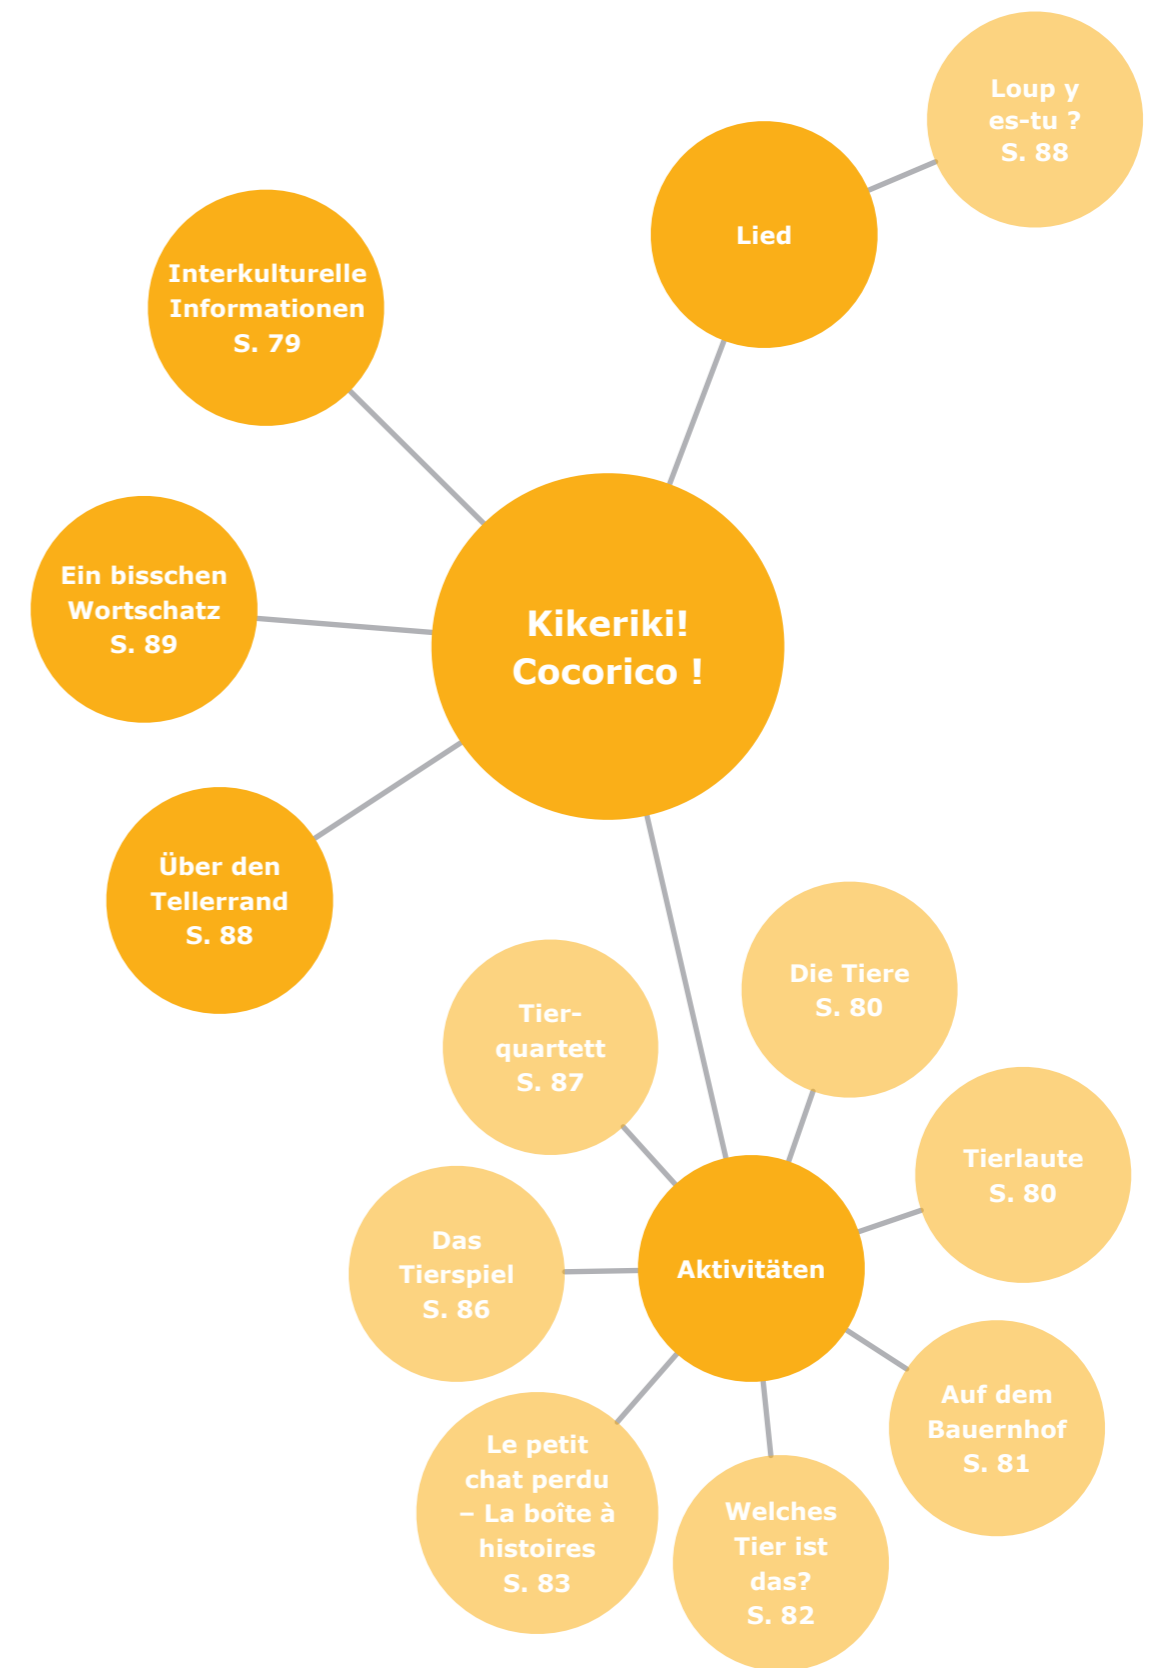 Loup y
es-tu ?
S. 88
Lied
Interkulturelle
Informationen
S. 79
Ein bisschen
Wortschatz
S. 89
Kikeriki!
Cocorico !
Über den
Tellerrand
S. 88
Die Tiere
S. 80
Tier-
quartett
S. 87
Tierlaute
S. 80
Das
Tierspiel
S. 86
Aktivitäten
Auf dem
Bauernhof
S. 81
Le petit
chat perdu
– La boîte à
histoires
S. 83
Welches
Tier ist
das?
S. 82